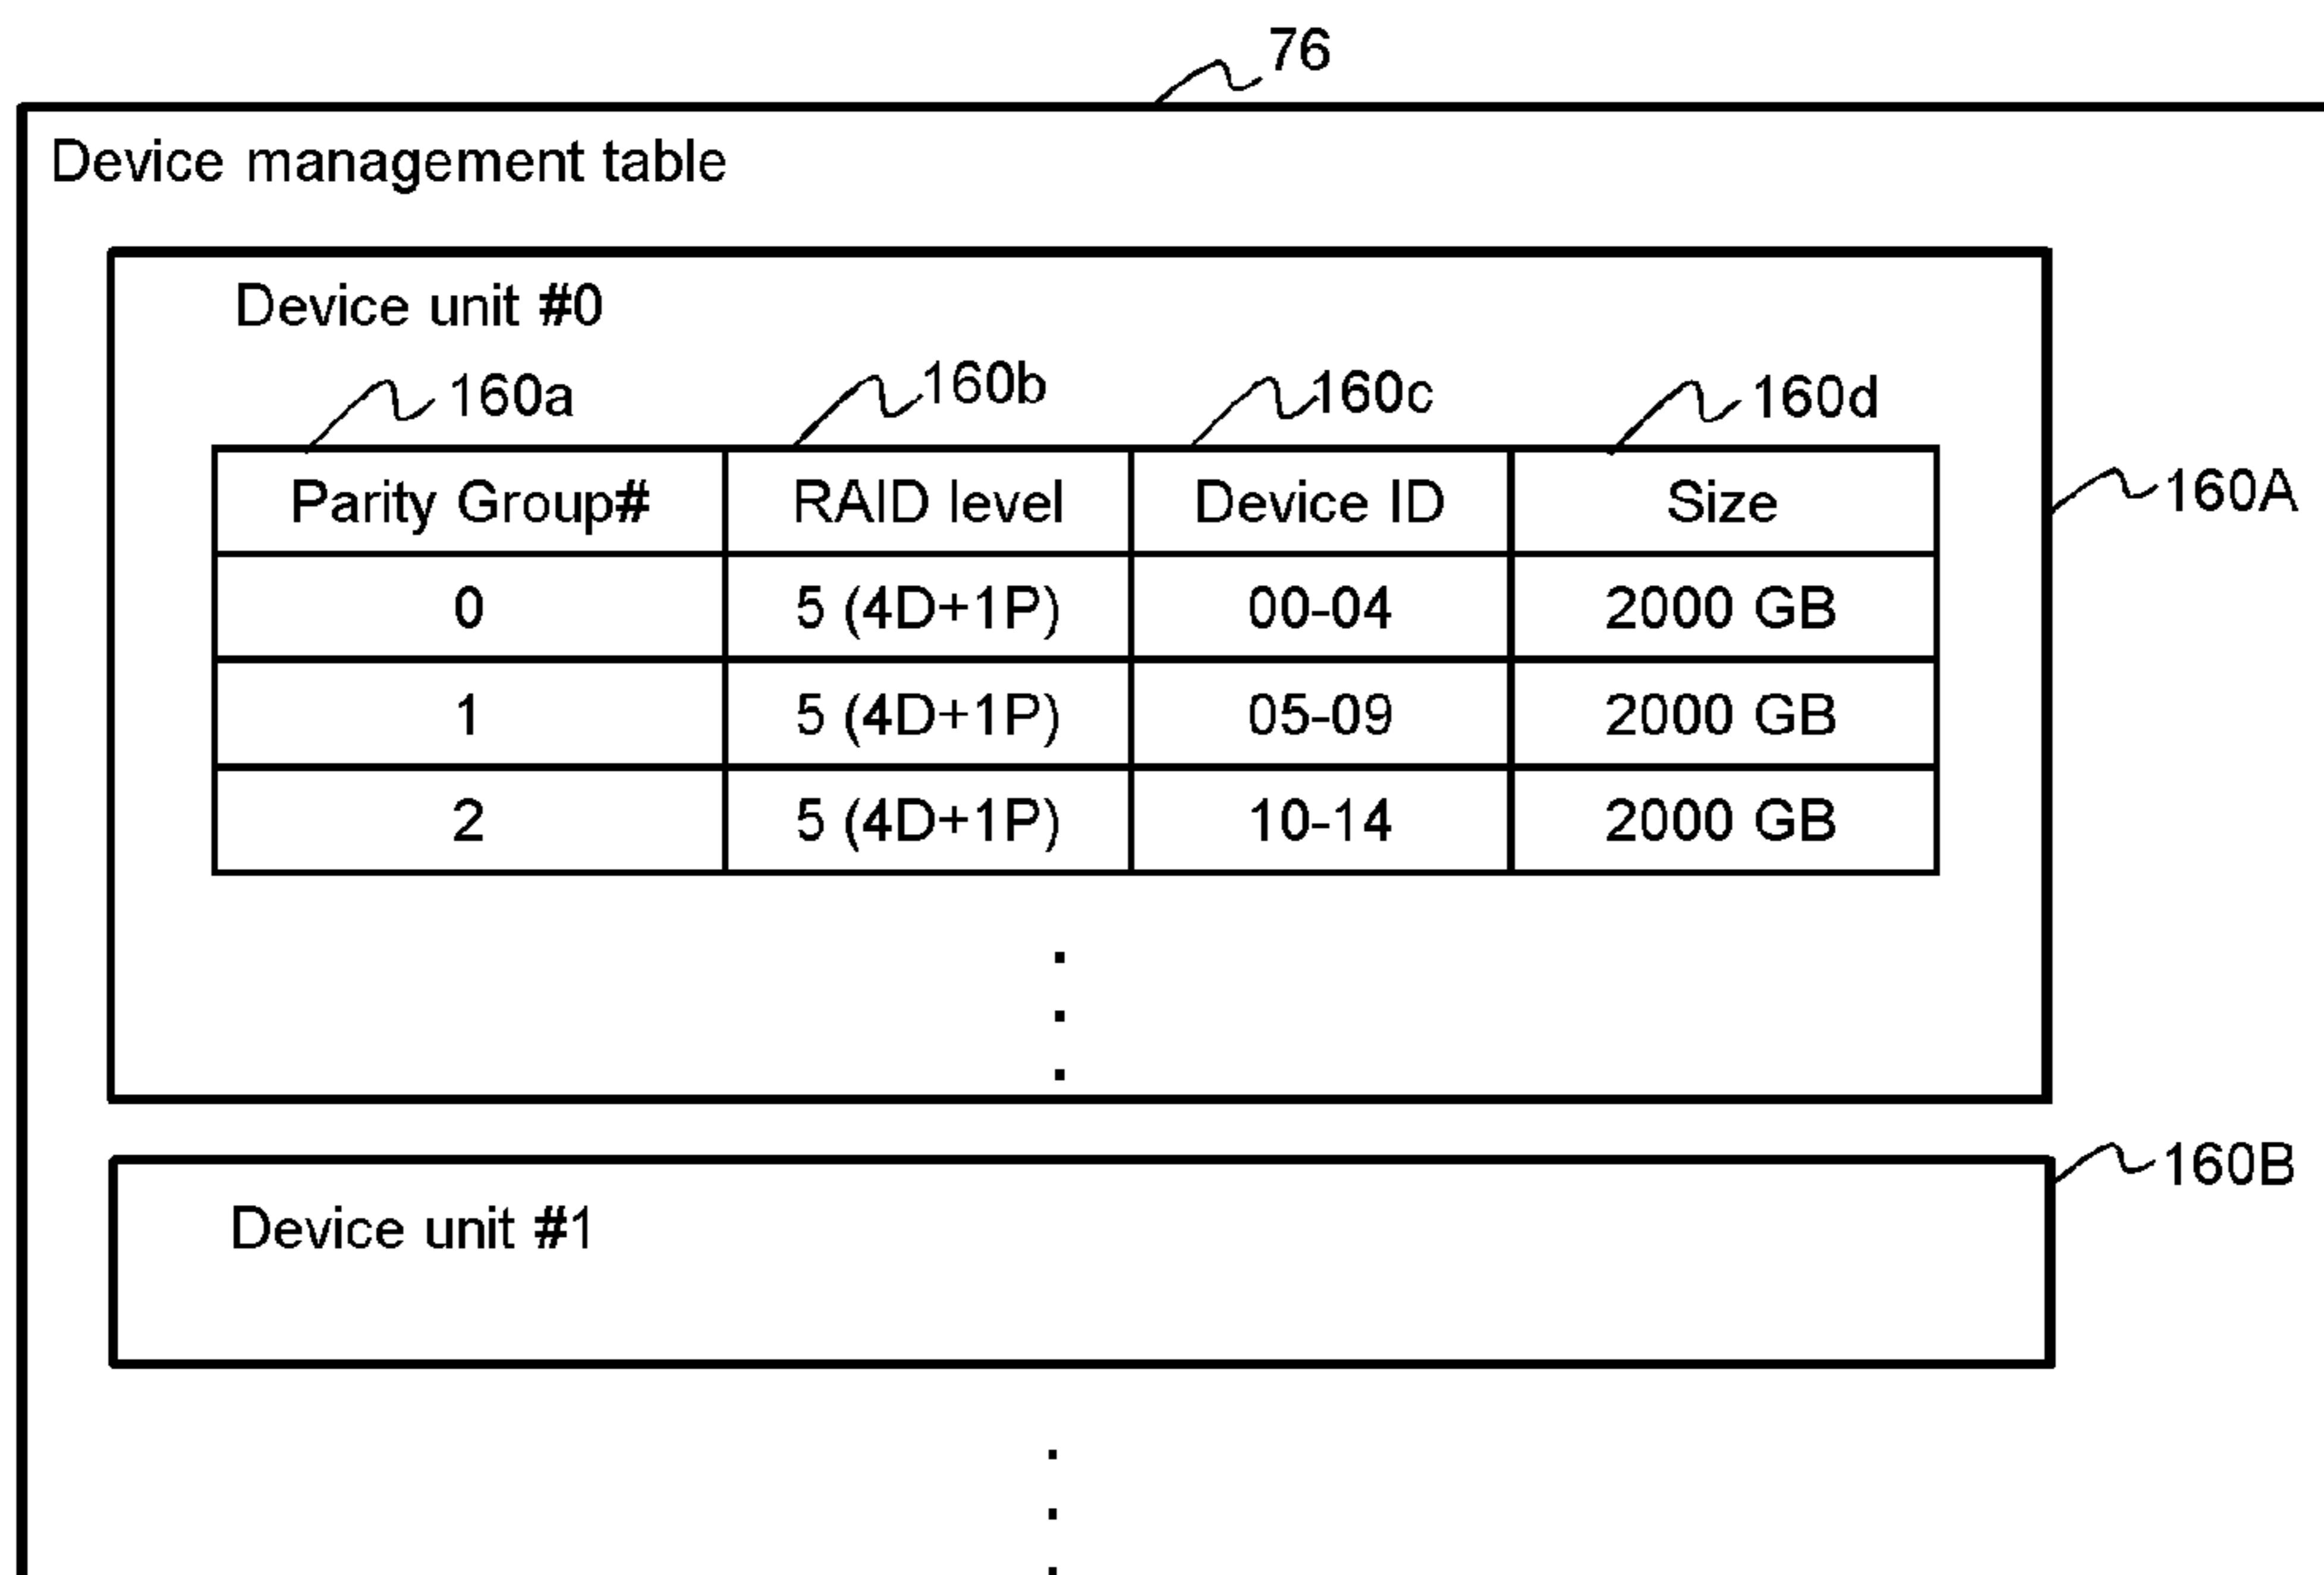 76
Device management table
Device unit #0
160a 160b 160c 160d
Parity Group# RAID level Device ID Size
160A
0 5 (4D+1P) 00-04 2000 GB
1 5 (4D+1P) 05-09 2000 GB
2 5 (4D+1P) 10-14 2000 GB
160B
Device unit #1